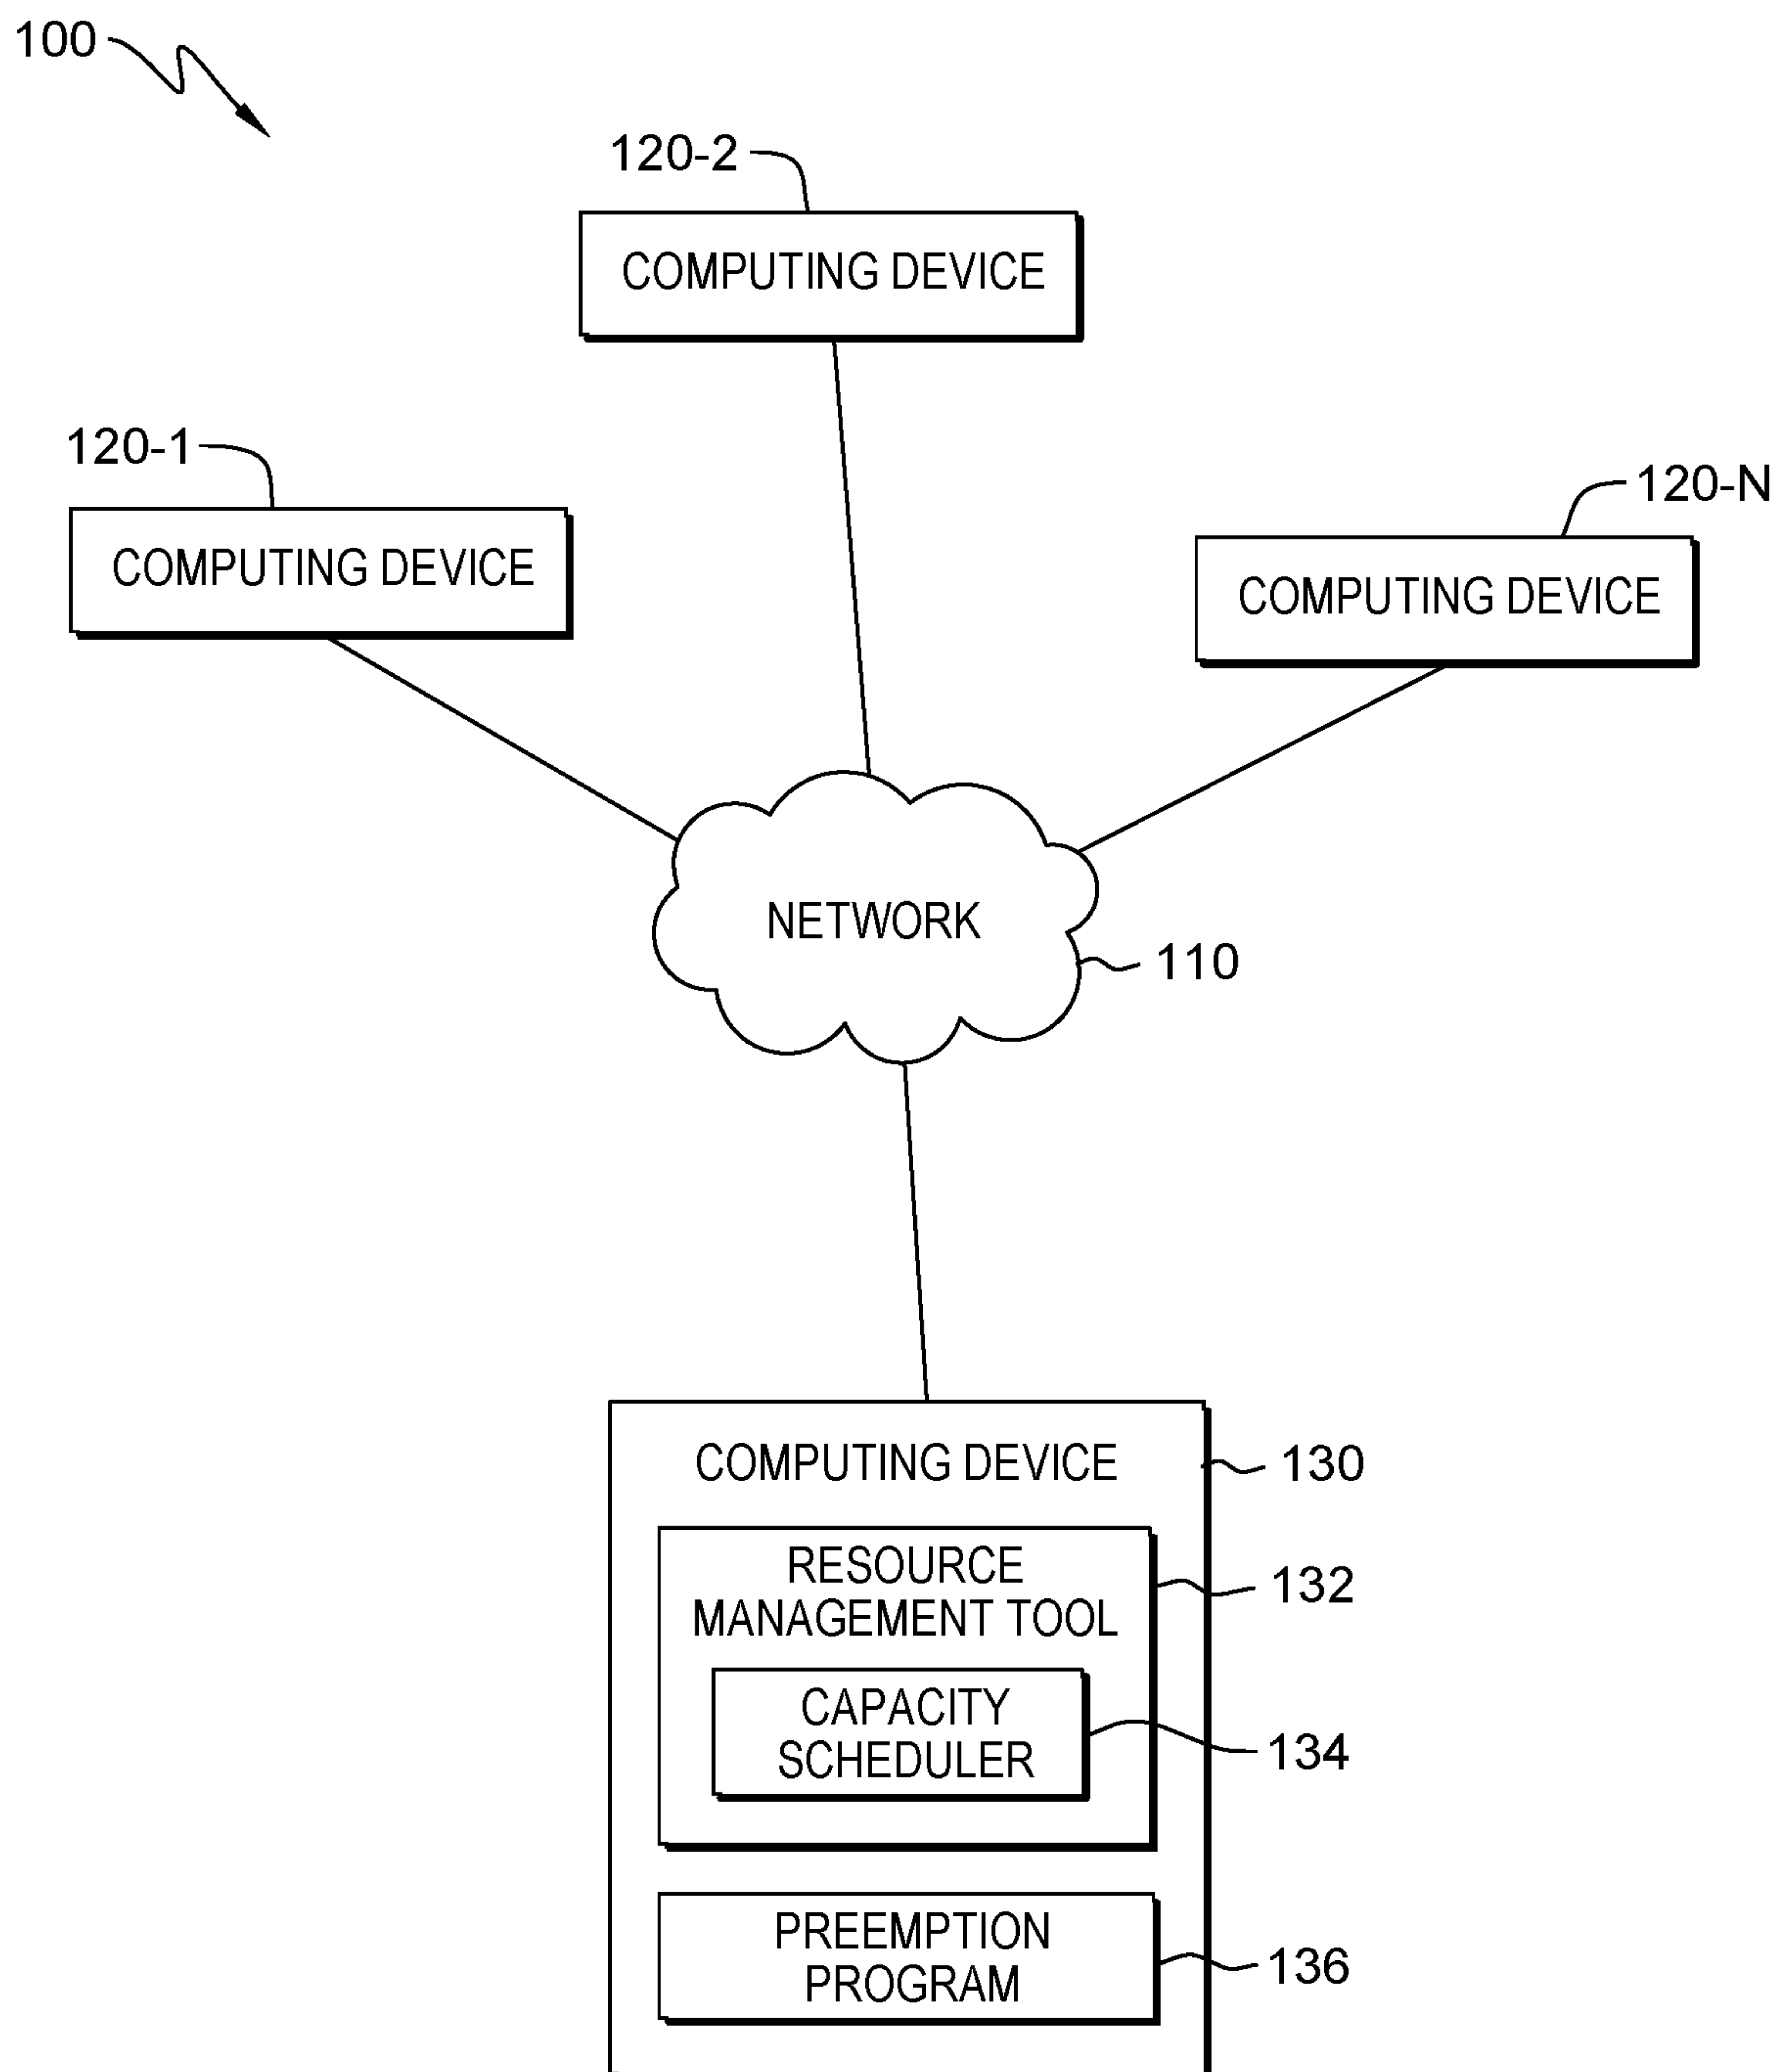 100
120-2
COMPUTING DEVICE
120-1
COMPUTING DEVICE
120-N
COMPUTING DEVICE
NETWORK
110
COMPUTING DEVICE
130
RESOURCE
MANAGEMENT TOOL
132
CAPACITY
SCHEDULER
134
PREEMPTION
PROGRAM
136